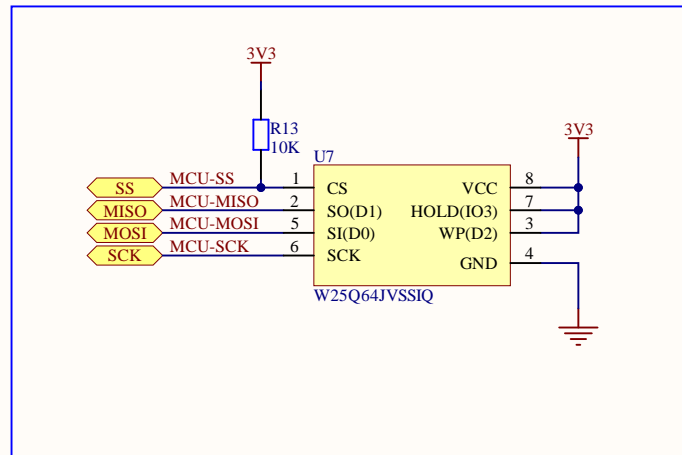 3V3
R13
10K
3V3
U7
SS MCU-SS 1 CS VCC 8
MISO MCU-MISO 2 SO(D1) HOLD(IO3) 7
MOSI MCU-MOSI 5 SI(D0) WP(D2) 3
SCK MCU-SCK 6 SCK
GND 4
W25Q64JVSSIQ